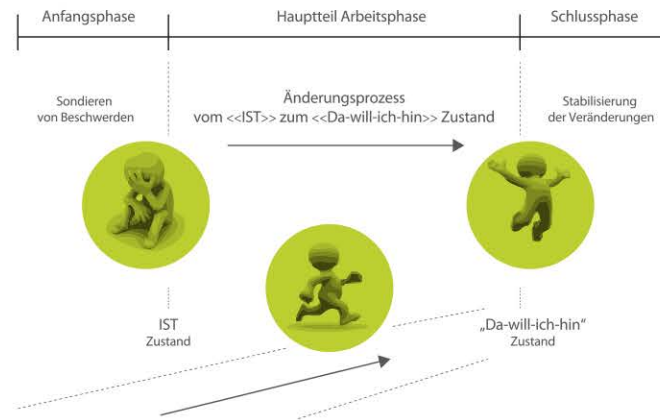 Anfangsphase
Hauptteil Arbeitsphase
Schlussphase
Sondieren
von Beschwerden
Änderungsprozess
vom <<IST>> zum <<Da-will-ich-hin>> Zustand
Stabilisierung
der Veränderungen
IST
Zustand
„Da-will-ich-hin“
Zustand